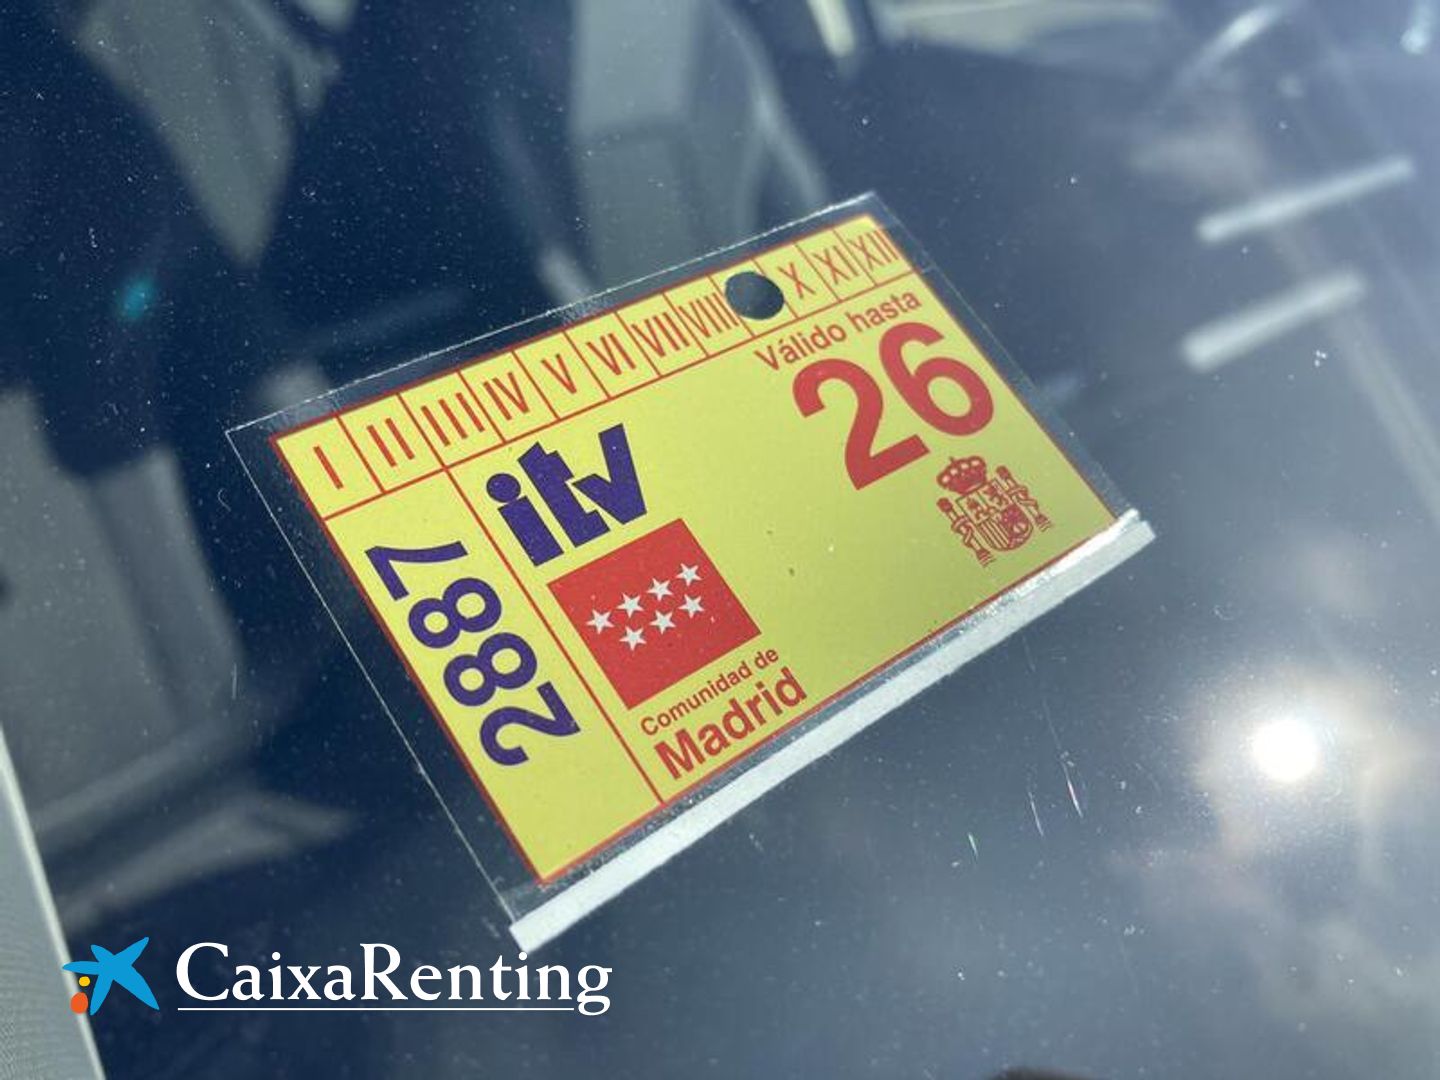 I II III IV V VI VII VIII X XI XII
Válido hasta
26
itv
2887
Comunidad de
Madrid
CaixaRenting